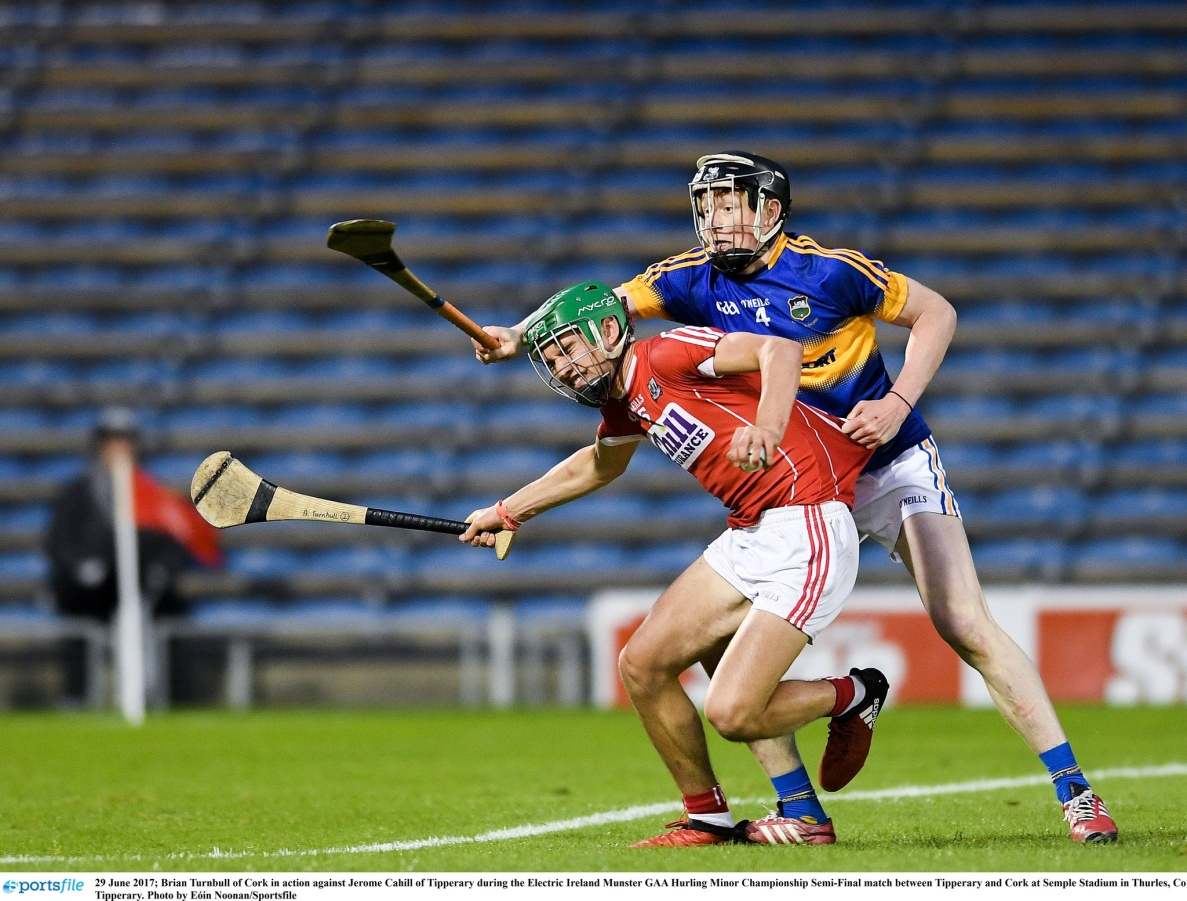 mycro
GAA O'NEILLS
4
PORT
O'NEILLS
B. Turnbull
adidas
Sportsfile
29 June 2017; Brian Turnbull of Cork in action against Jerome Cahill of Tipperary during the Electric Ireland Munster GAA Hurling Minor Championship Semi-Final match between Tipperary and Cork at Semple Stadium in Thurles, Co
Tipperary. Photo by Eóin Noonan/Sportsfile